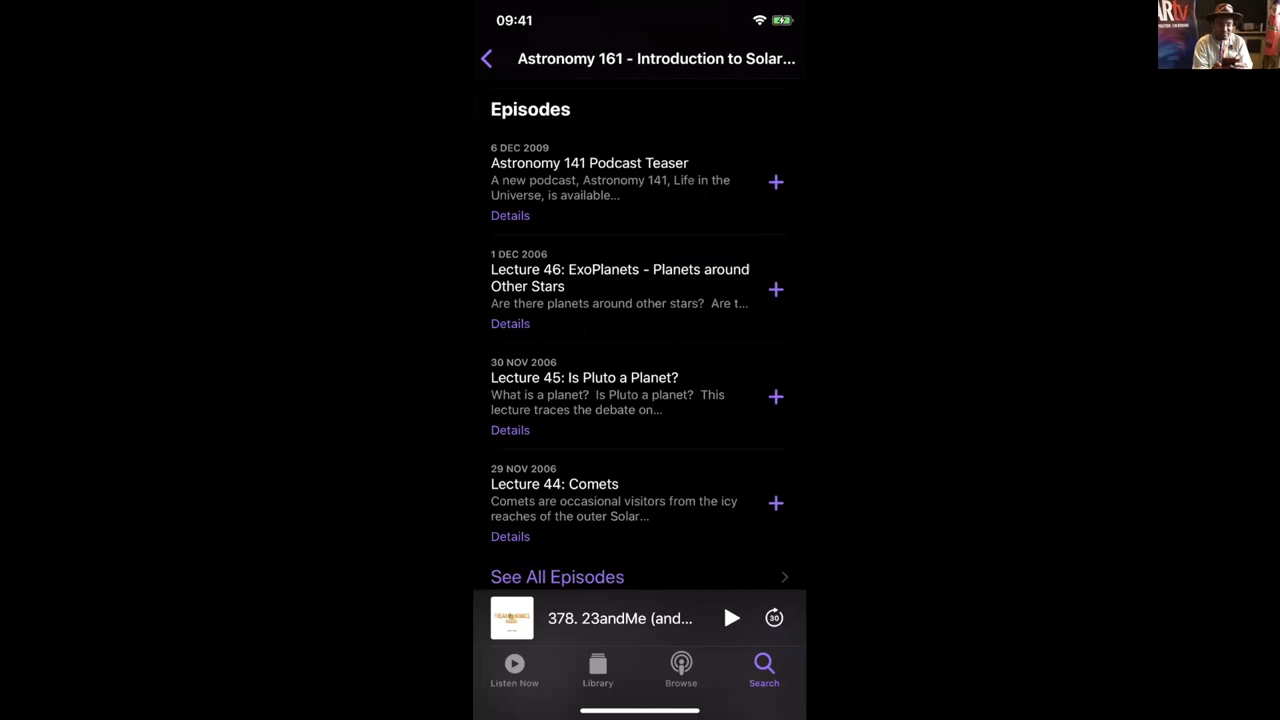 09:41
Astronomy 161 - Introduction to Solar...
Episodes
6 DEC 2009
Astronomy 141 Podcast Teaser
A new podcast, Astronomy 141, Life in the
Universe, is available...
Details
1 DEC 2006
Lecture 46: ExoPlanets - Planets around
Other Stars
Are there planets around other stars?  Are t...
Details
30 NOV 2006
Lecture 45: Is Pluto a Planet?
What is a planet?  Is Pluto a planet?  This
lecture traces the debate on...
Details
29 NOV 2006
Lecture 44: Comets
Comets are occasional visitors from the icy
reaches of the outer Solar...
Details
See All Episodes
378. 23andMe (and...
30
Listen Now
Library
Browse
Search